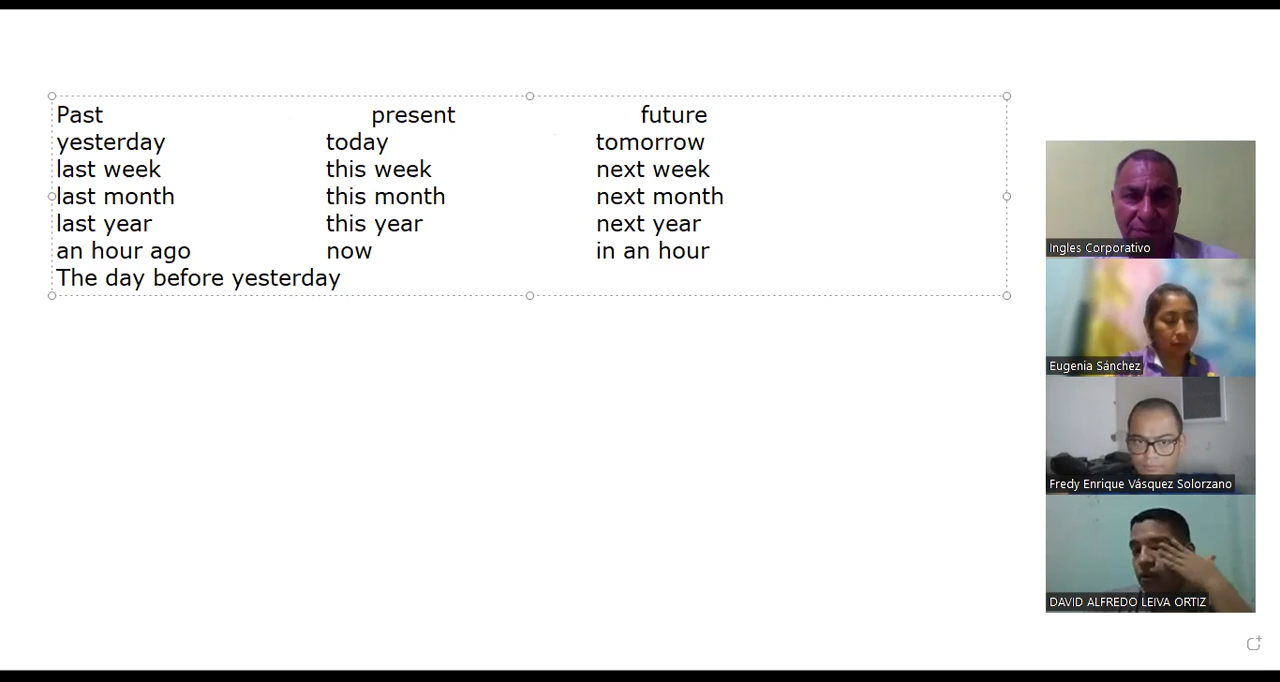 Past present future
yesterday today tomorrow
last week this week next week
last month this month next month
last year this year next year
an hour ago now in an hour
The day before yesterday
Ingles Corporativo
Eugenia Sánchez
Fredy Enrique Vásquez Solorzano
DAVID ALFREDO LEIVA ORTIZ